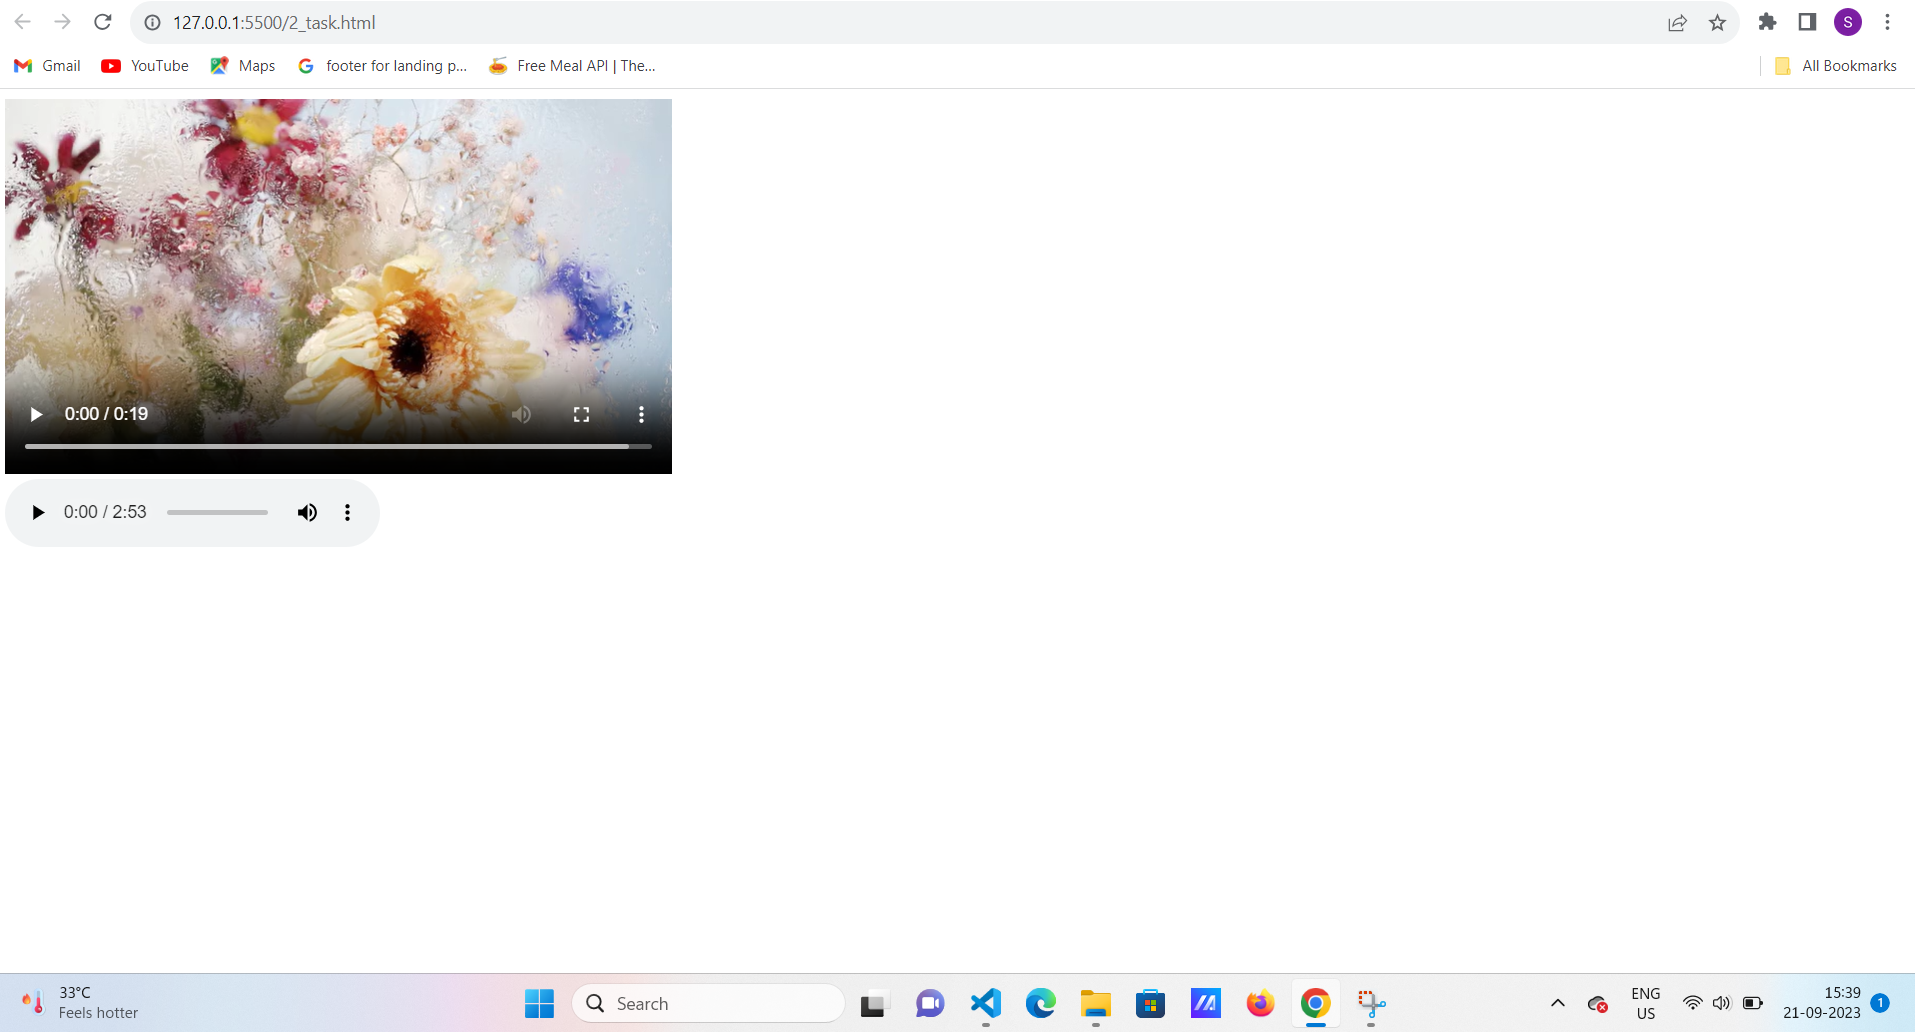 127.0.0.1:5500/2_task.html
S
Gmail YouTube Maps footer for landing p... Free Meal API | The... All Bookmarks
0:00 / 0:19
0:00 / 2:53
33°C
Feels hotter
Search
ENG
US
15:39
21-09-2023
1